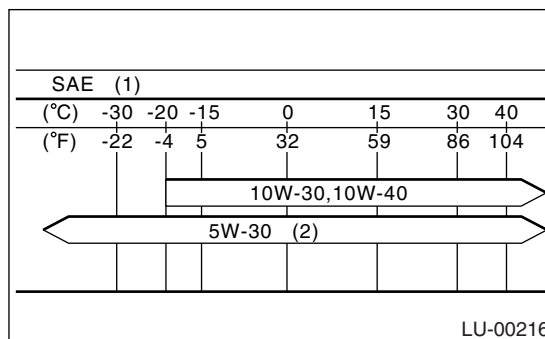 SAE (1)
(°C) -30 -20 -15 0 15 30 40
(°F) -22 -4 5 32 59 86 104
10W-30,10W-40
5W-30 (2)
LU-00216